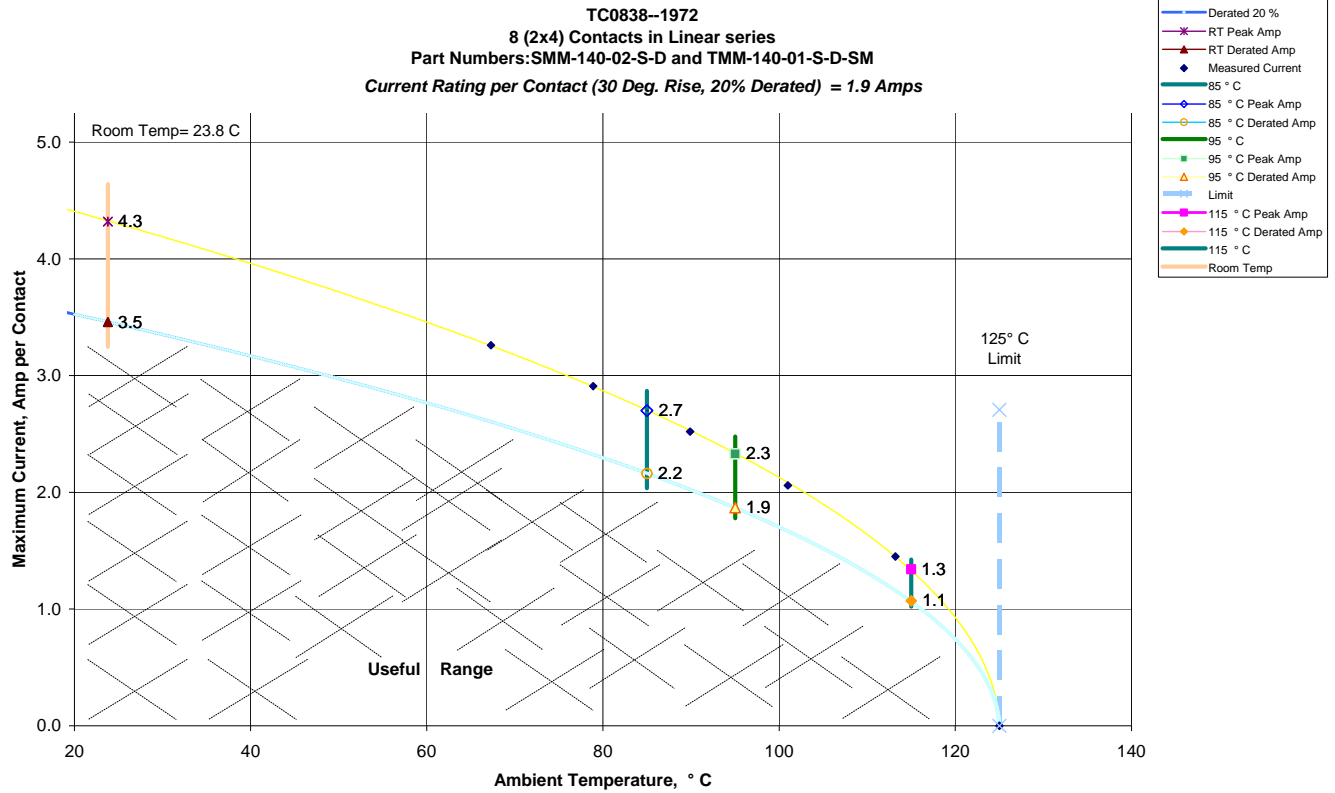 TC0838--1972
8 (2x4) Contacts in Linear series
Part Numbers:SMM-140-02-S-D and TMM-140-01-S-D-SM
Current Rating per Contact (30 Deg. Rise, 20% Derated) = 1.9 Amps
Derated 20 %
RT Peak Amp
RT Derated Amp
Measured Current
85 ° C
85 ° C Peak Amp
85 ° C Derated Amp
95 ° C
95 ° C Peak Amp
95 ° C Derated Amp
Limit
115 ° C Peak Amp
115 ° C Derated Amp
115 ° C
Room Temp
Room Temp= 23.8 C
5.0
4.0
3.0
2.0
1.0
0.0
Maximum Current, Amp per Contact
4.3
3.5
2.7
2.2
2.3
1.9
1.3
1.1
125° C
Limit
Useful Range
20
40
60
80
100
120
140
Ambient Temperature, ° C